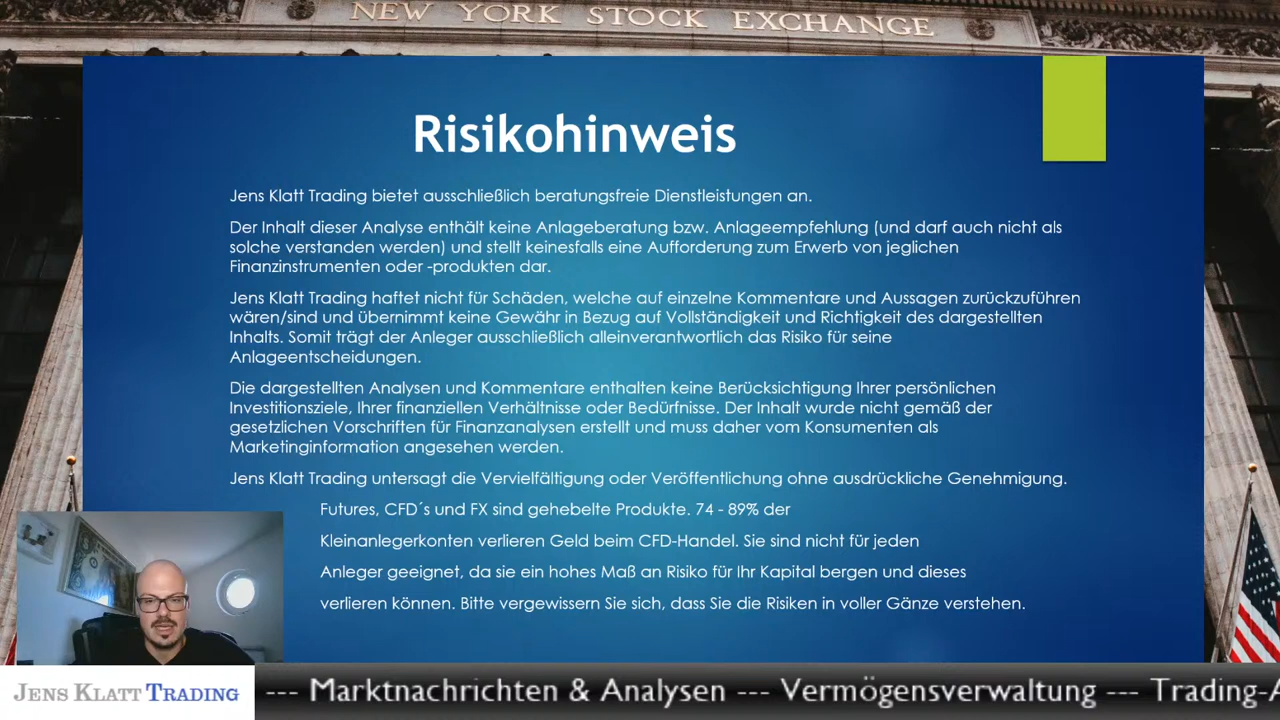 NEW YORK STOCK EXCHANGE
Risikohinweis
Jens Klatt Trading bietet ausschließlich beratungsfreie Dienstleistungen an.
Der Inhalt dieser Analyse enthält keine Anlageberatung bzw. Anlageempfehlung (und darf auch nicht als
solche verstanden werden) und stellt keinesfalls eine Aufforderung zum Erwerb von jeglichen
Finanzinstrumenten oder -produkten dar.
Jens Klatt Trading haftet nicht für Schäden, welche auf einzelne Kommentare und Aussagen zurückzuführen
wären/sind und übernimmt keine Gewähr in Bezug auf Vollständigkeit und Richtigkeit des dargestellten
Inhalts. Somit trägt der Anleger ausschließlich alleinverantwortlich das Risiko für seine
Anlageentscheidungen.
Die dargestellten Analysen und Kommentare enthalten keine Berücksichtigung Ihrer persönlichen
Investitionsziele, Ihrer finanziellen Verhältnisse oder Bedürfnisse. Der Inhalt wurde nicht gemäß der
gesetzlichen Vorschriften für Finanzanalysen erstellt und muss daher vom Konsumenten als
Marketinginformation angesehen werden.
Jens Klatt Trading untersagt die Vervielfältigung oder Veröffentlichung ohne ausdrückliche Genehmigung.
Futures, CFD´s und FX sind gehebelte Produkte. 74 - 89% der
Kleinanlegerkonten verlieren Geld beim CFD-Handel. Sie sind nicht für jeden
Anleger geeignet, da sie ein hohes Maß an Risiko für Ihr Kapital bergen und dieses
verlieren können. Bitte vergewissern Sie sich, dass Sie die Risiken in voller Gänze verstehen.
JENS KLATT TRADING --- Marktnachrichten & Analysen --- Vermögensverwaltung --- Trading-A